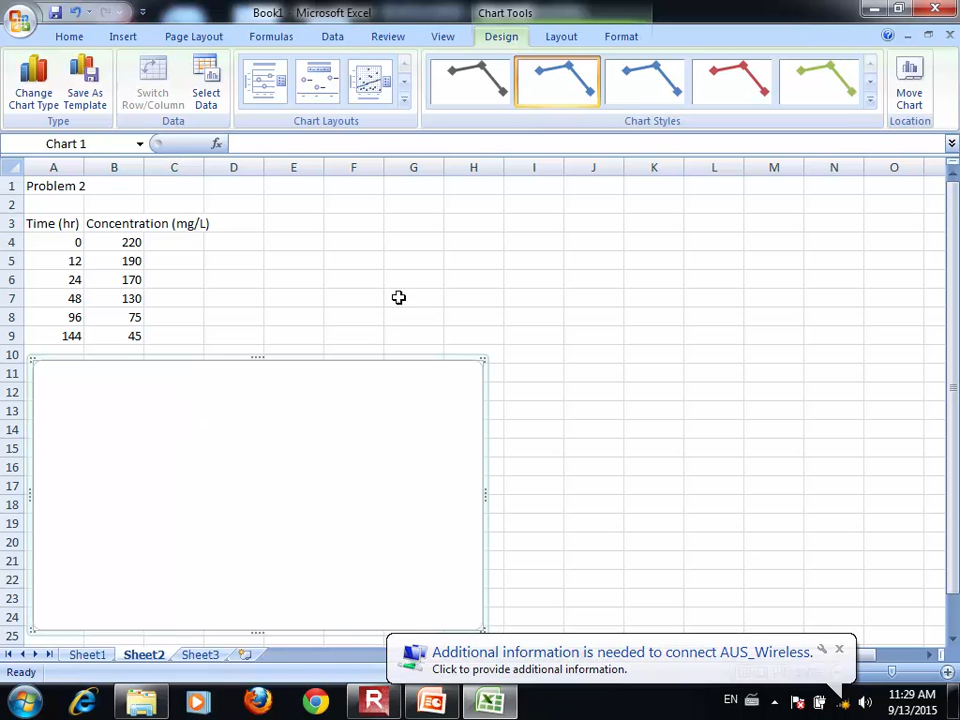 Book1 - Microsoft Excel
Chart Tools
Home Insert Page Layout Formulas Data Review View Design Layout Format
Change Chart Type
Save As Template
Switch Row/Column
Select Data
Move Chart
Type Data Chart Layouts Chart Styles Location
Chart 1 fx
A B C D E F G H I J K L M N O
1 Problem 2
2
3 Time (hr) Concentration (mg/L)
4 0 220
5 12 190
6 24 170
7 48 130
8 96 75
9 144 45
10
11
12
13
14
15
16
17
18
19
20
21
22
23
24
25
Additional information is needed to connect AUS_Wireless.
Click to provide additional information.
Sheet1 Sheet2 Sheet3
Ready
EN
11:29 AM
9/13/2015